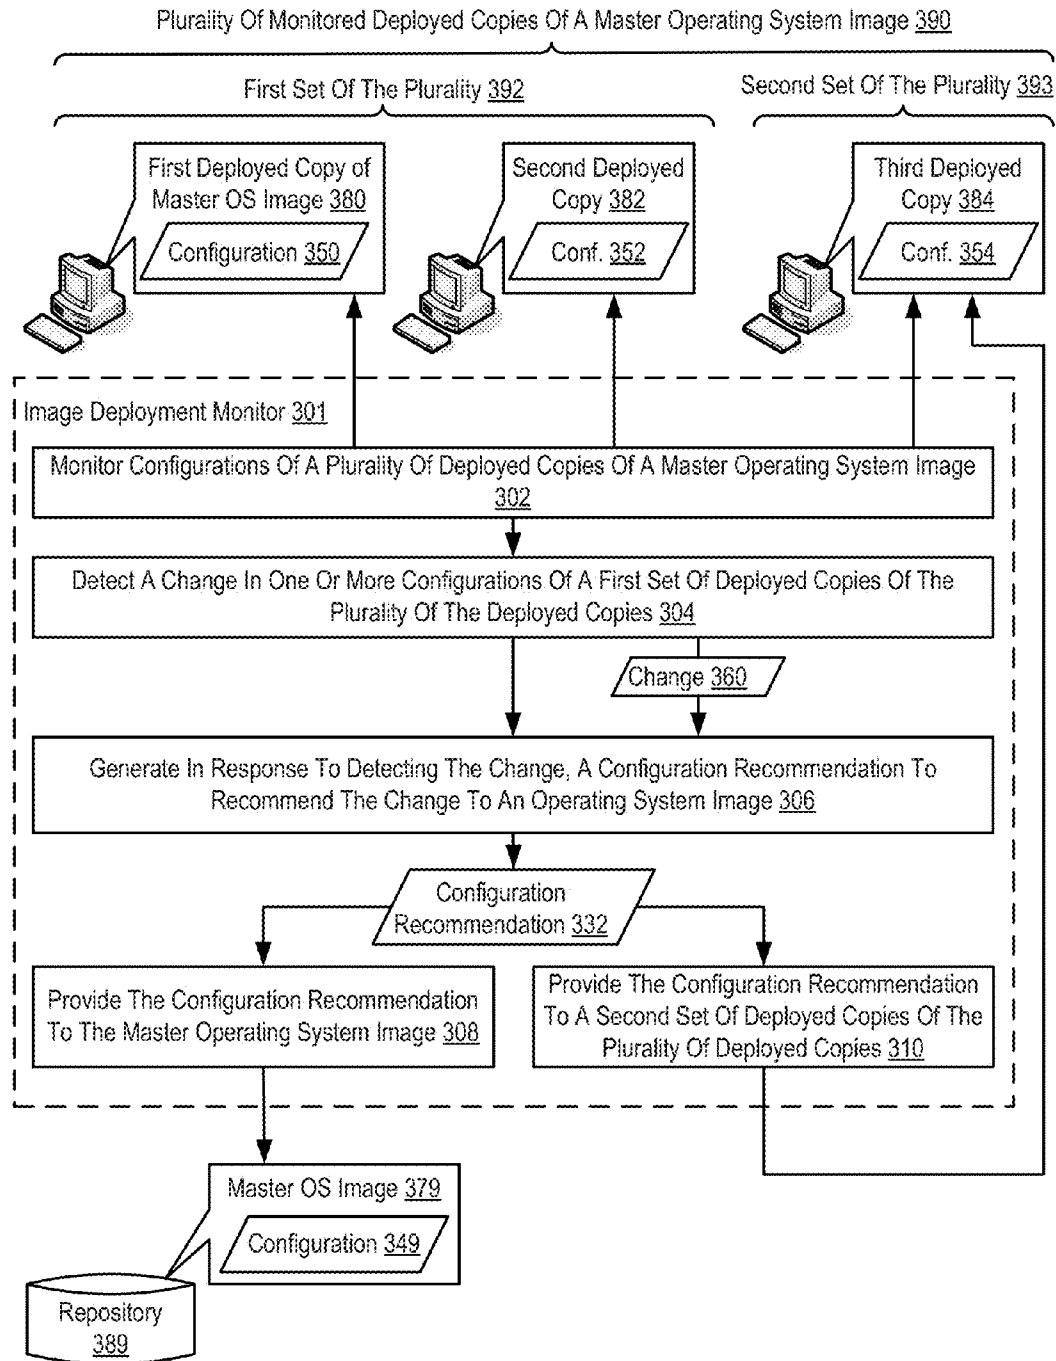 Plurality Of Monitored Deployed Copies Of A Master Operating System Image 390
First Set Of The Plurality 392
Second Set Of The Plurality 393
First Deployed Copy of
Master OS Image 380
Configuration 350
Second Deployed
Copy 382
Conf. 352
Third Deployed
Copy 384
Conf. 354
Image Deployment Monitor 301
Monitor Configurations Of A Plurality Of Deployed Copies Of A Master Operating System Image
302
Detect A Change In One Or More Configurations Of A First Set Of Deployed Copies Of The
Plurality Of The Deployed Copies 304
Change 360
Generate In Response To Detecting The Change, A Configuration Recommendation To
Recommend The Change To An Operating System Image 306
Configuration
Recommendation 332
Provide The Configuration Recommendation
To The Master Operating System Image 308
Provide The Configuration Recommendation
To A Second Set Of Deployed Copies Of The
Plurality Of Deployed Copies 310
Master OS Image 379
Configuration 349
Repository
389